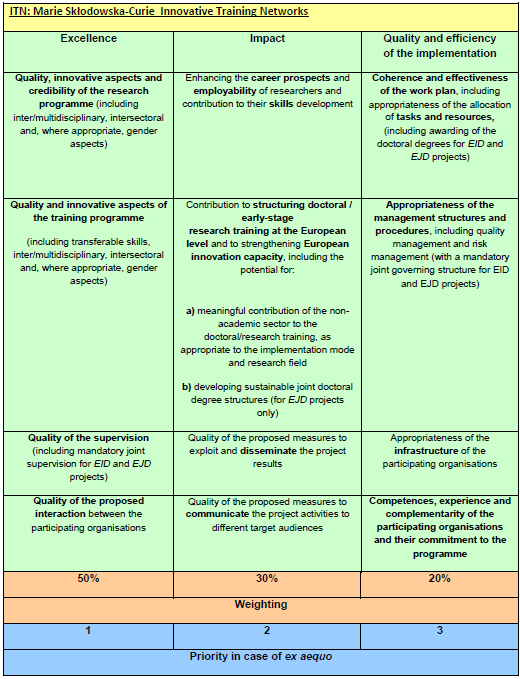 ITN: Marie Skłodowska-Curie Innovative Training Networks
Excellence
Impact
Quality and efficiency
of the implementation
Quality, innovative aspects and
credibility of the research
programme (including
inter/multidisciplinary, intersectoral
and, where appropriate, gender
aspects)
Enhancing the career prospects and
employability of researchers and
contribution to their skills development
Coherence and effectiveness
of the work plan, including
appropriateness of the allocation
of tasks and resources,
(including awarding of the
doctoral degrees for EID and
EJD projects)
Quality and innovative aspects of
the training programme
(including transferable skills,
inter/multidisciplinary, intersectoral
and, where appropriate, gender
aspects)
Contribution to structuring doctoral /
early-stage
research training at the European
level and to strengthening European
innovation capacity, including the
potential for:
a) meaningful contribution of the non-
academic sector to the
doctoral/research training, as
appropriate to the implementation mode
and research field
b) developing sustainable joint doctoral
degree structures (for EJD projects
only)
Appropriateness of the
management structures and
procedures, including quality
management and risk
management (with a mandatory
joint governing structure for EID
and EJD projects)
Quality of the supervision
(including mandatory joint
supervision for EID and EJD
projects)
Quality of the proposed measures to
exploit and disseminate the project
results
Appropriateness of the
infrastructure of the
participating organisations
Quality of the proposed
interaction between the
participating organisations
Quality of the proposed measures to
communicate the project activities to
different target audiences
Competences, experience and
complementarity of the
participating organisations
and their commitment to the
programme
50%
30%
20%
Weighting
1
2
3
Priority in case of ex aequo